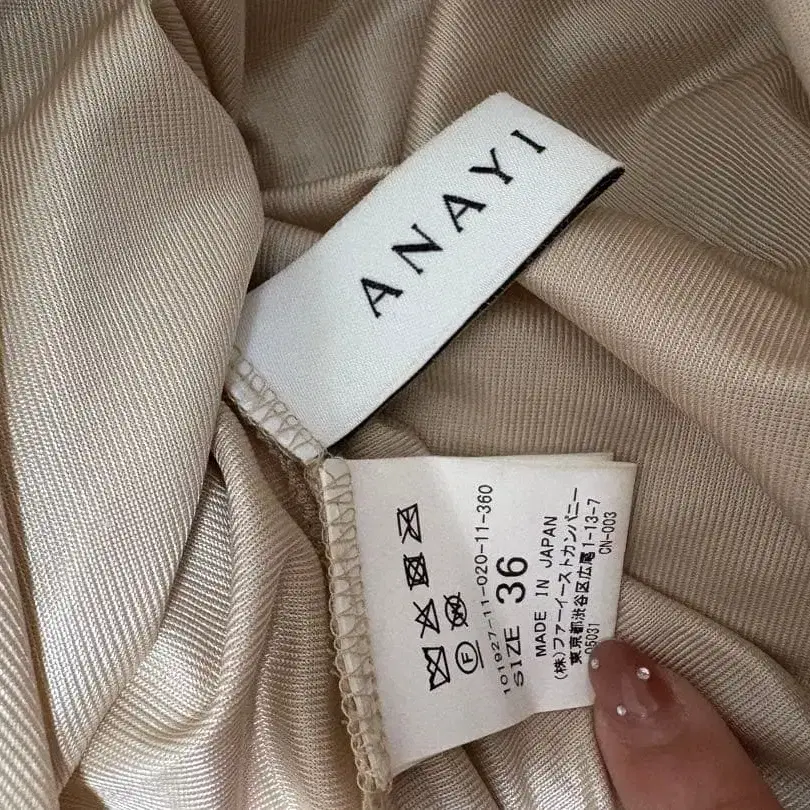 ANAYI
101927-11-020-11-360
SIZE 36
MADE IN JAPAN
(株)ファーイーストカンパニー
東京都渋谷区広尾1-13-7
05031
CN-003
F